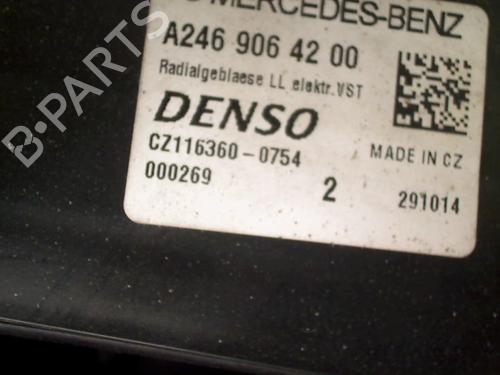 MERCEDES-BENZ
A246 906 42 00
Radialgeblaese LL elektr. VST
DENSO
CZ116360-0754
MADE IN CZ
000269
2
291014
B-PARTS